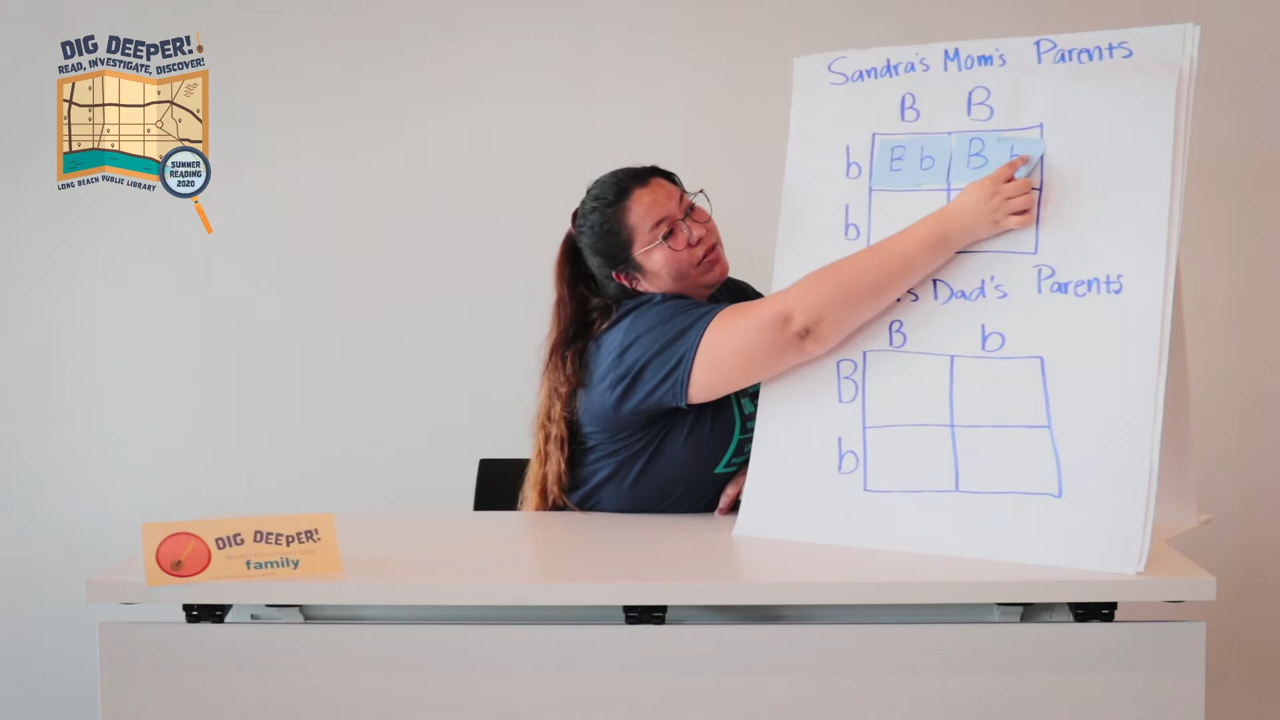 DIG DEEPER!
READ, INVESTIGATE, DISCOVER!
SUMMER
READING
2020
LONG BEACH PUBLIC LIBRARY
Sandra's Mom's Parents
B B
b B b B b
b
's Dad's Parents
B b
B
b
DIG DEEPER!
family